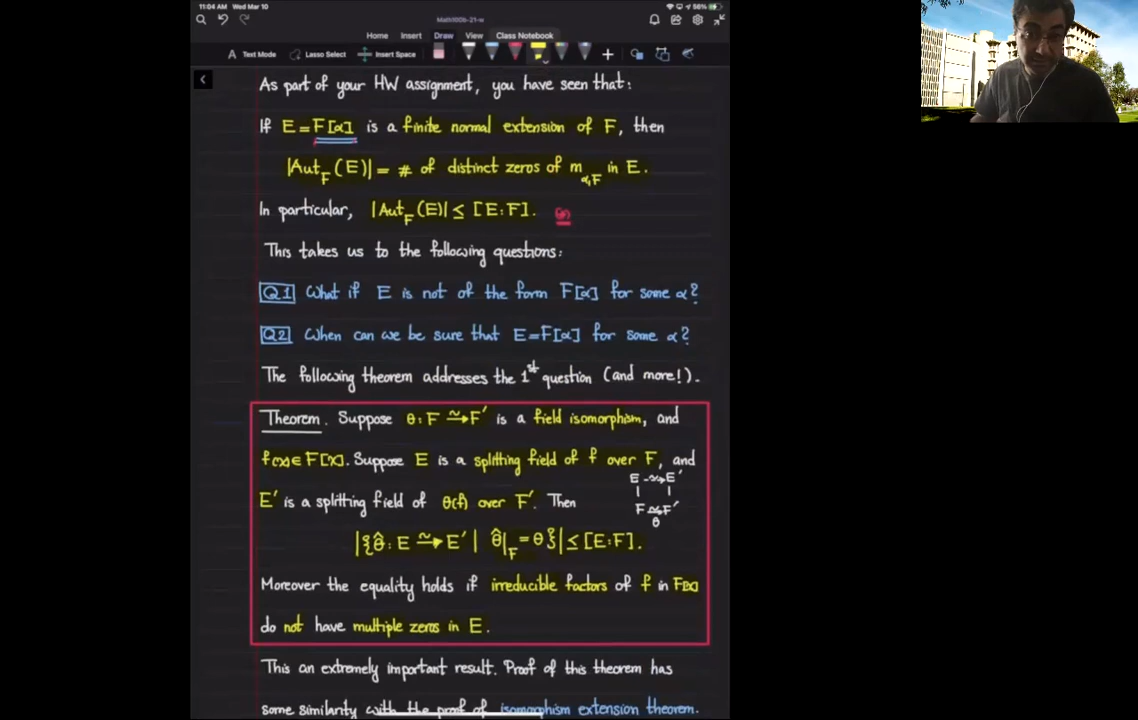 11:04 AM Wed Mar 10
56%
Math100b-21-w
Home Insert Draw View Class Notebook
Text Mode Lasso Select Insert Space
As part of your HW assignment, you have seen that:
If E=F[α] is a finite normal extension of F, then
|Aut_F(E)| = # of distinct zeros of m_α,F in E.
In particular, |Aut_F(E)| ≤ [E:F].
This takes us to the following questions:
Q1 What if E is not of the form F[α] for some α?
Q2 When can we be sure that E=F[α] for some α?
The following theorem addresses the 1st question (and more!).
Theorem. Suppose θ: F ⥲ F' is a field isomorphism, and
f(x)∈F[x]. Suppose E is a splitting field of f over F, and
E ⥲ E'
E' is a splitting field of θ(f) over F'. Then
F ⥲ F'
θ
|{θ̂: E ⥲ E' | θ̂|_F = θ}| ≤ [E:F].
Moreover the equality holds if irreducible factors of f in F[x]
do not have multiple zeros in E.
This an extremely important result. Proof of this theorem has
some similarity with the proof of isomorphism extension theorem.